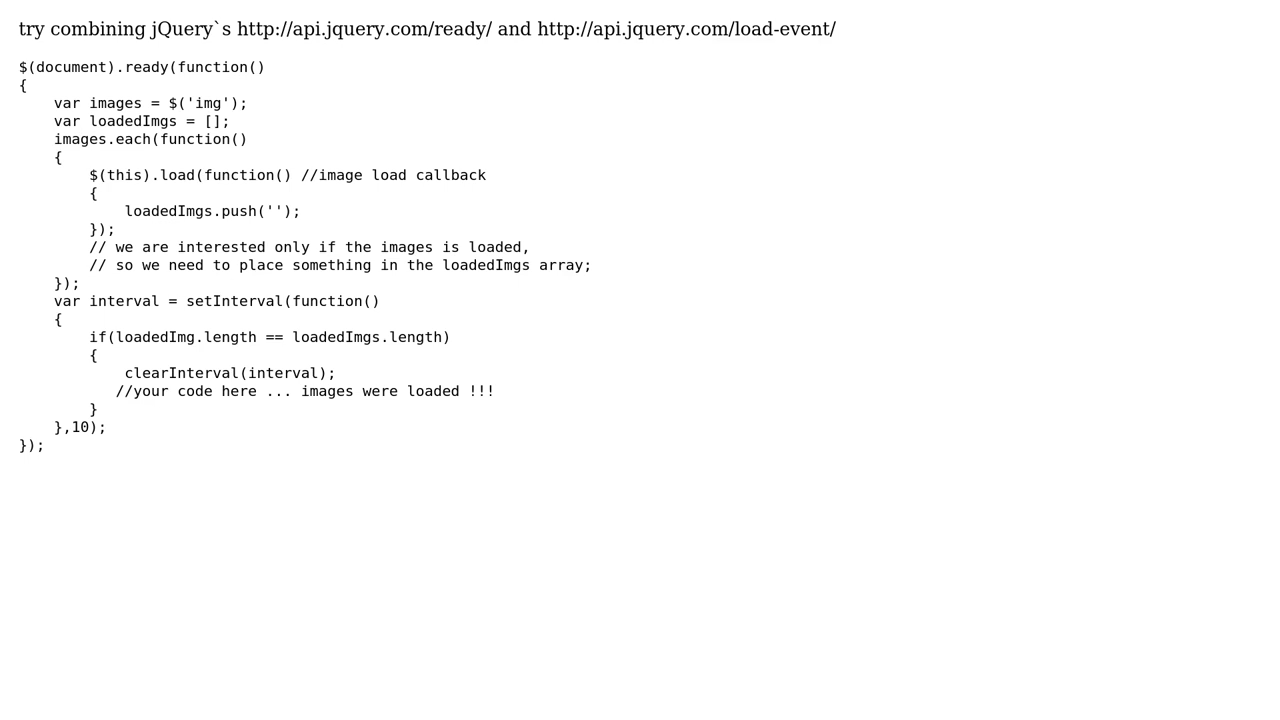 try combining jQuery`s http://api.jquery.com/ready/ and http://api.jquery.com/load-event/
$(document).ready(function()
{
    var images = $('img');
    var loadedImgs = [];
    images.each(function()
    {
        $(this).load(function() //image load callback
        {
            loadedImgs.push('');
        });
        // we are interested only if the images is loaded,
        // so we need to place something in the loadedImgs array;
    });
    var interval = setInterval(function()
    {
        if(loadedImg.length == loadedImgs.length)
        {
            clearInterval(interval);
           //your code here ... images were loaded !!!
        }
    },10);
});